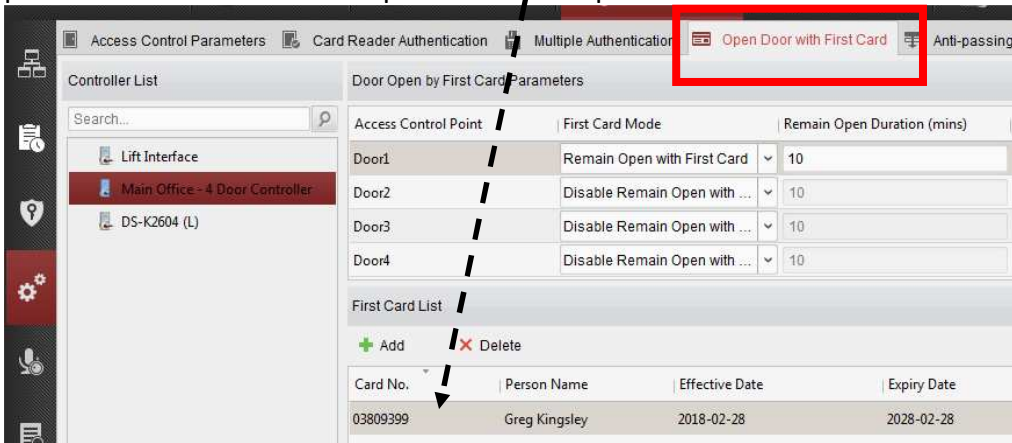 Access Control Parameters Card Reader Authentication Multiple Authentication Open Door with First Card Anti-passing
Controller List Door Open by First Card Parameters
Search... Access Control Point First Card Mode Remain Open Duration (mins)
Lift Interface Door1 Remain Open with First Card 10
Main Office - 4 Door Controller Door2 Disable Remain Open with ... 10
DS-K2604 (L) Door3 Disable Remain Open with ... 10
Door4 Disable Remain Open with ... 10
First Card List
Add Delete
Card No. Person Name Effective Date Expiry Date
03809399 Greg Kingsley 2018-02-28 2028-02-28